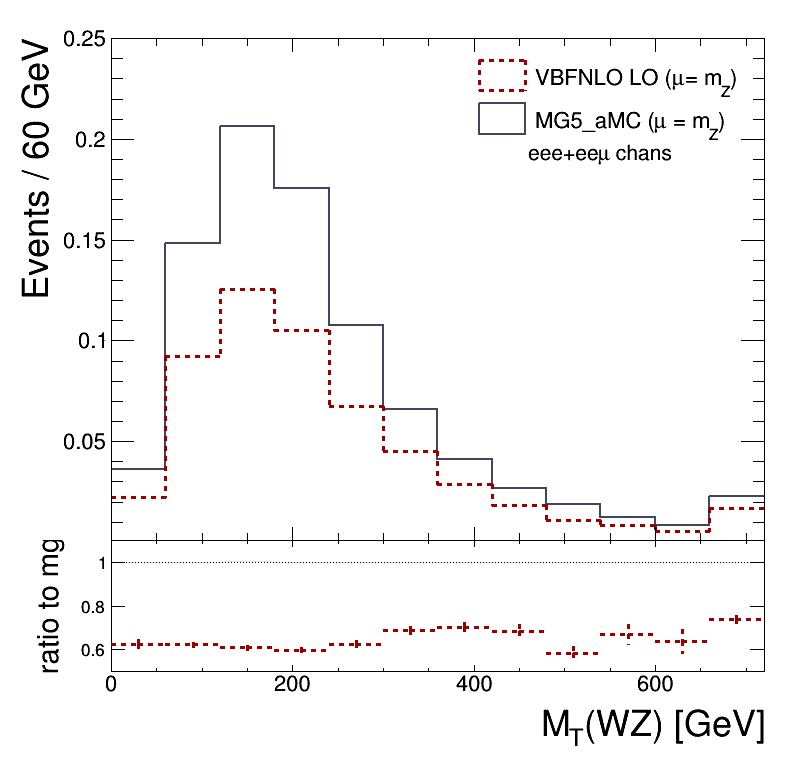 0.25
0.2
0.15
0.1
0.05
Events / 60 GeV
VBFNLO LO (μ= m_Z)
MG5_aMC (μ = m_Z)
eee+eeμ chans
1
0.8
0.6
ratio to mg
0 200 400 600
M_T(WZ) [GeV]